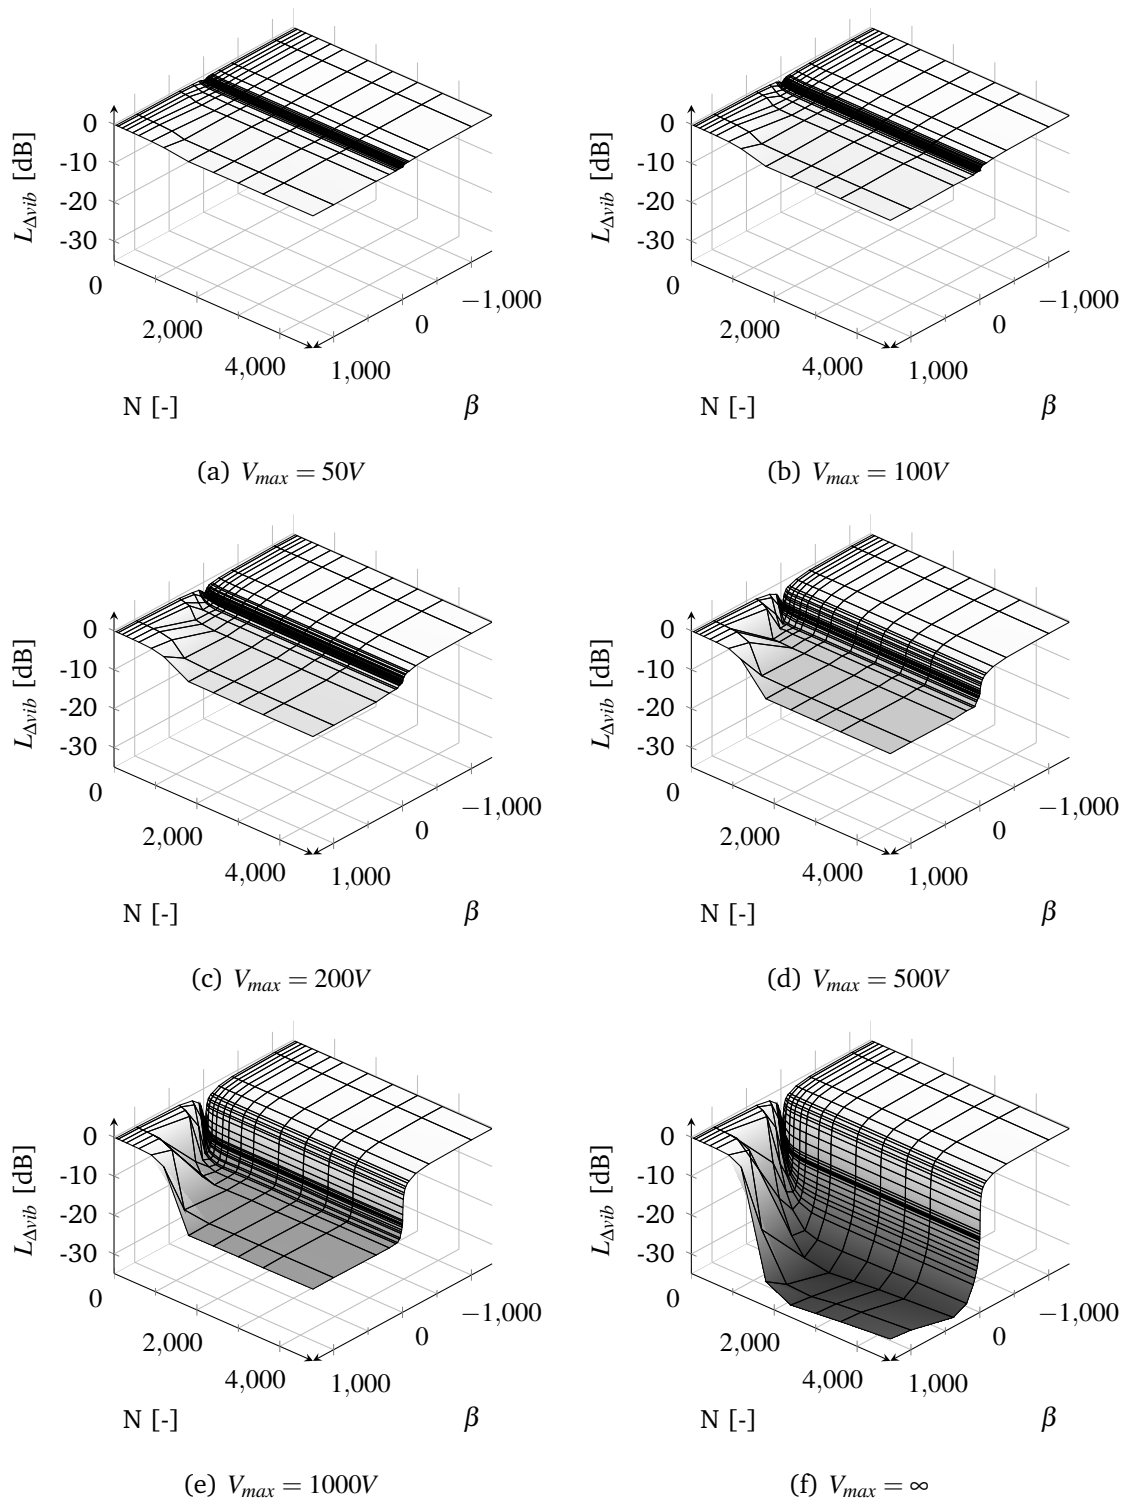 0
-10
-20
-30
L_Δvib [dB]
0
2,000
4,000
N [-]
−1,000
0
1,000
β
(a) V_max = 50V
0
-10
-20
-30
L_Δvib [dB]
0
2,000
4,000
N [-]
−1,000
0
1,000
β
(b) V_max = 100V
0
-10
-20
-30
L_Δvib [dB]
0
2,000
4,000
N [-]
−1,000
0
1,000
β
(c) V_max = 200V
0
-10
-20
-30
L_Δvib [dB]
0
2,000
4,000
N [-]
−1,000
0
1,000
β
(d) V_max = 500V
0
-10
-20
-30
L_Δvib [dB]
0
2,000
4,000
N [-]
−1,000
0
1,000
β
(e) V_max = 1000V
0
-10
-20
-30
L_Δvib [dB]
0
2,000
4,000
N [-]
−1,000
0
1,000
β
(f) V_max = ∞